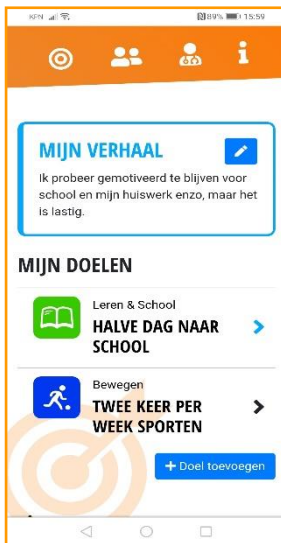 KPN 89% 15:59
MIJN VERHAAL
Ik probeer gemotiveerd te blijven voor
school en mijn huiswerk enzo, maar het
is lastig.
MIJN DOELEN
Leren & School
HALVE DAG NAAR
SCHOOL
Bewegen
TWEE KEER PER
WEEK SPORTEN
+ Doel toevoegen